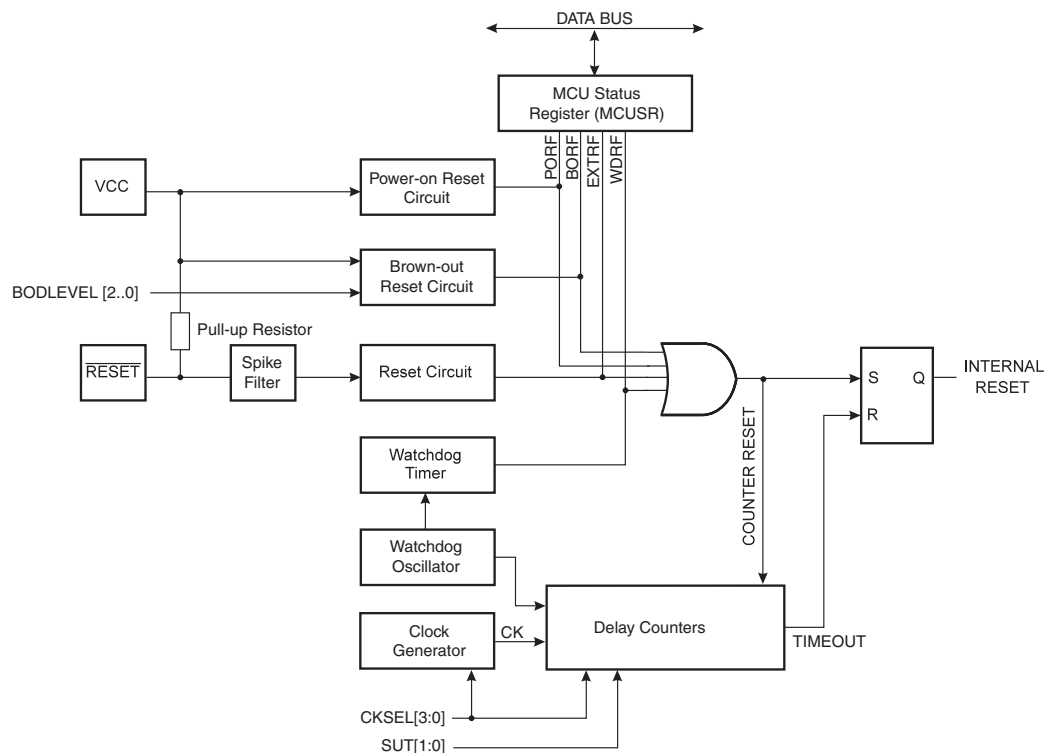 DATA BUS
MCU Status
Register (MCUSR)
PORF
BORF
EXTRF
WDRF
VCC
Power-on Reset
Circuit
Brown-out
Reset Circuit
BODLEVEL [2..0]
Pull-up Resistor
RESET
Spike
Filter
Reset Circuit
S
Q
R
INTERNAL
RESET
Watchdog
Timer
COUNTER RESET
Watchdog
Oscillator
Clock
Generator
CK
Delay Counters
TIMEOUT
CKSEL[3:0]
SUT[1:0]